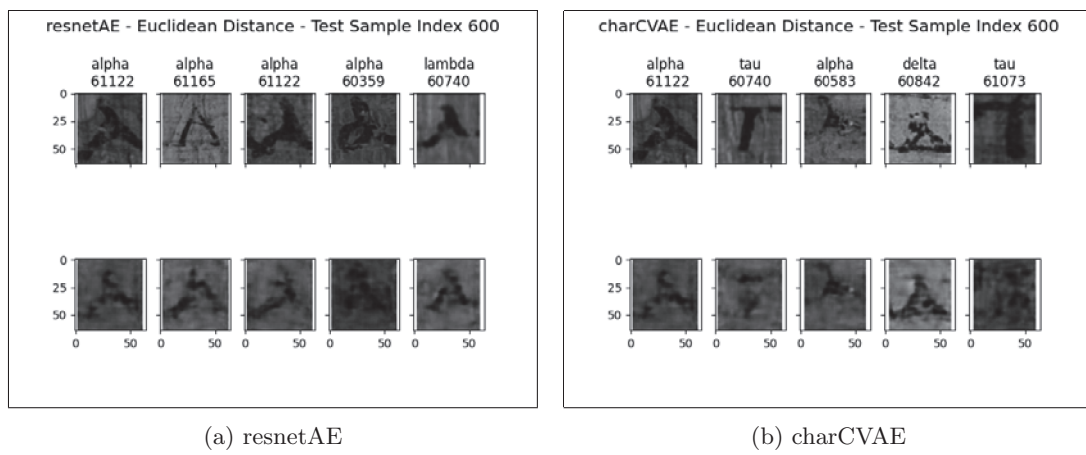 resnetAE - Euclidean Distance - Test Sample Index 600
alpha alpha alpha alpha lambda
61122 61165 61122 60359 60740
0
25
50
0
25
50
0 50 0 50 0 50 0 50 0 50
(a) resnetAE
charCVAE - Euclidean Distance - Test Sample Index 600
alpha tau alpha delta tau
61122 60740 60583 60842 61073
0
25
50
0
25
50
0 50 0 50 0 50 0 50 0 50
(b) charCVAE